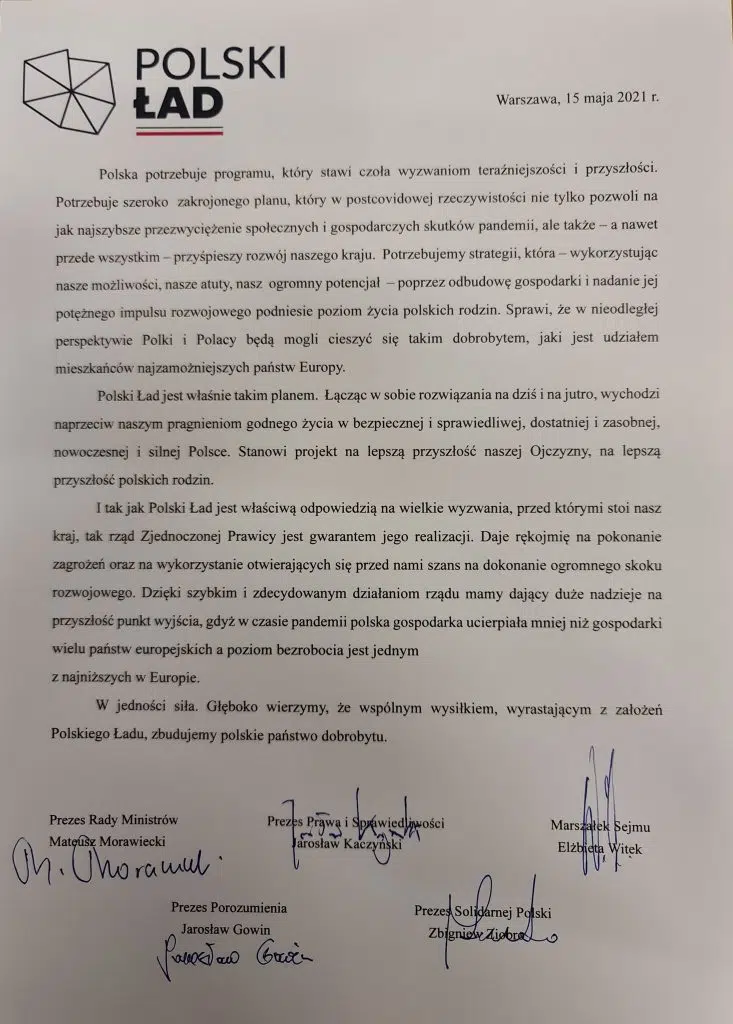 POLSKI
ŁAD
Warszawa, 15 maja 2021 r.
Polska potrzebuje programu, który stawi czoła wyzwaniom teraźniejszości i przyszłości.
Potrzebuje szeroko zakrojonego planu, który w postcovidowej rzeczywistości nie tylko pozwoli na
jak najszybsze przezwyciężenie społecznych i gospodarczych skutków pandemii, ale także – a nawet
przede wszystkim – przyśpieszy rozwój naszego kraju. Potrzebujemy strategii, która – wykorzystując
nasze możliwości, nasze atuty, nasz ogromny potencjał – poprzez odbudowę gospodarki i nadanie jej
potężnego impulsu rozwojowego podniesie poziom życia polskich rodzin. Sprawi, że w nieodległej
perspektywie Polki i Polacy będą mogli cieszyć się takim dobrobytem, jaki jest udziałem
mieszkańców najzamożniejszych państw Europy.
Polski Ład jest właśnie takim planem. Łącząc w sobie rozwiązania na dziś i na jutro, wychodzi
naprzeciw naszym pragnieniom godnego życia w bezpiecznej i sprawiedliwej, dostatniej i zasobnej,
nowoczesnej i silnej Polsce. Stanowi projekt na lepszą przyszłość naszej Ojczyzny, na lepszą
przyszłość polskich rodzin.
I tak jak Polski Ład jest właściwą odpowiedzią na wielkie wyzwania, przed którymi stoi nasz
kraj, tak rząd Zjednoczonej Prawicy jest gwarantem jego realizacji. Daje rękojmię na pokonanie
zagrożeń oraz na wykorzystanie otwierających się przed nami szans na dokonanie ogromnego skoku
rozwojowego. Dzięki szybkim i zdecydowanym działaniom rządu mamy dający duże nadzieje na
przyszłość punkt wyjścia, gdyż w czasie pandemii polska gospodarka ucierpiała mniej niż gospodarki
wielu państw europejskich a poziom bezrobocia jest jednym
z najniższych w Europie.
W jedności siła. Głęboko wierzymy, że wspólnym wysiłkiem, wyrastającym z założeń
Polskiego Ładu, zbudujemy polskie państwo dobrobytu.
Prezes Rady Ministrów
Mateusz Morawiecki
Prezes Prawa i Sprawiedliwości
Jarosław Kaczyński
Marszałek Sejmu
Elżbieta Witek
Prezes Porozumienia
Jarosław Gowin
Jarosław Gowin
Prezes Solidarnej Polski
Zbigniew Ziobro